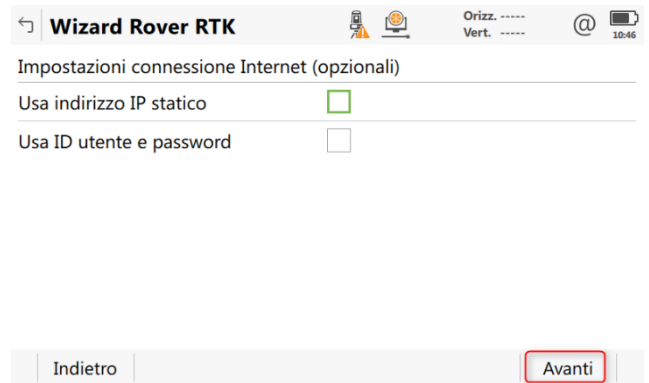 Wizard Rover RTK
Orizz. -----
Vert. -----
@
10:46
Impostazioni connessione Internet (opzionali)
Usa indirizzo IP statico
Usa ID utente e password
Indietro
Avanti